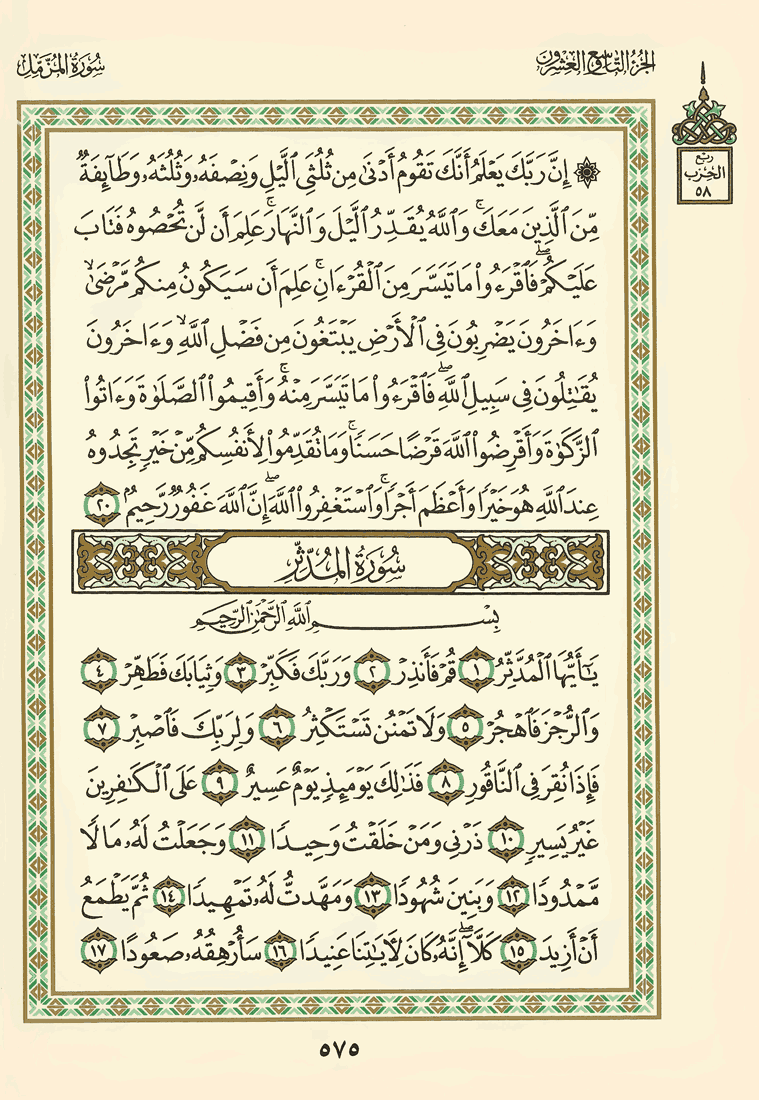 الجزء التاسع والعشرون
سورة المزمل
ربع
الحزب
٥٨
۞ إِنَّ رَبَّكَ يَعْلَمُ أَنَّكَ تَقُومُ أَدْنَىٰ مِن ثُلُثَيِ ٱلَّيْلِ وَنِصْفَهُۥ وَثُلُثَهُۥ وَطَآئِفَةٌ
مِّنَ ٱلَّذِينَ مَعَكَ ۚ وَٱللَّهُ يُقَدِّرُ ٱلَّيْلَ وَٱلنَّهَارَ ۚ عَلِمَ أَن لَّن تُحْصُوهُ فَتَابَ
عَلَيْكُمْ ۖ فَٱقْرَءُوا۟ مَا تَيَسَّرَ مِنَ ٱلْقُرْءَانِ ۚ عَلِمَ أَن سَيَكُونُ مِنكُم مَّرْضَىٰ ۙ
وَءَاخَرُونَ يَضْرِبُونَ فِى ٱلْأَرْضِ يَبْتَغُونَ مِن فَضْلِ ٱللَّهِ ۙ وَءَاخَرُونَ
يُقَـٰتِلُونَ فِى سَبِيلِ ٱللَّهِ ۖ فَٱقْرَءُوا۟ مَا تَيَسَّرَ مِنْهُ ۚ وَأَقِيمُوا۟ ٱلصَّلَوٰةَ وَءَاتُوا۟
ٱلزَّكَوٰةَ وَأَقْرِضُوا۟ ٱللَّهَ قَرْضًا حَسَنًا ۚ وَمَا تُقَدِّمُوا۟ لِأَنفُسِكُم مِّنْ خَيْرٍ تَجِدُوهُ
عِندَ ٱللَّهِ هُوَ خَيْرًا وَأَعْظَمَ أَجْرًا ۚ وَٱسْتَغْفِرُوا۟ ٱللَّهَ ۖ إِنَّ ٱللَّهَ غَفُورٌ رَّحِيمٌۢ ٢٠
سُورَةُ المُدَّثِّرِ
بِسْمِ ٱللَّهِ ٱلرَّحْمَـٰنِ ٱلرَّحِيمِ
يَـٰٓأَيُّهَا ٱلْمُدَّثِّرُ ١ قُمْ فَأَنذِرْ ٢ وَرَبَّكَ فَكَبِّرْ ٣ وَثِيَابَكَ فَطَهِّرْ ٤
وَٱلرُّجْزَ فَٱهْجُرْ ٥ وَلَا تَمْنُن تَسْتَكْثِرُ ٦ وَلِرَبِّكَ فَٱصْبِرْ ٧
فَإِذَا نُقِرَ فِى ٱلنَّاقُورِ ٨ فَذَٰلِكَ يَوْمَئِذٍ يَوْمٌ عَسِيرٌ ٩ عَلَى ٱلْكَـٰفِرِينَ
غَيْرُ يَسِيرٍ ١٠ ذَرْنِى وَمَنْ خَلَقْتُ وَحِيدًا ١١ وَجَعَلْتُ لَهُۥ مَالًا
مَّمْدُودًا ١٢ وَبَنِينَ شُهُودًا ١٣ وَمَهَّدتُّ لَهُۥ تَمْهِيدًا ١٤ ثُمَّ يَطْمَعُ
أَنْ أَزِيدَ ١٥ كَلَّآ ۖ إِنَّهُۥ كَانَ لِـَٔايَـٰتِنَا عَنِيدًا ١٦ سَأُرْهِقُهُۥ صَعُودًا ١٧
٥٧٥